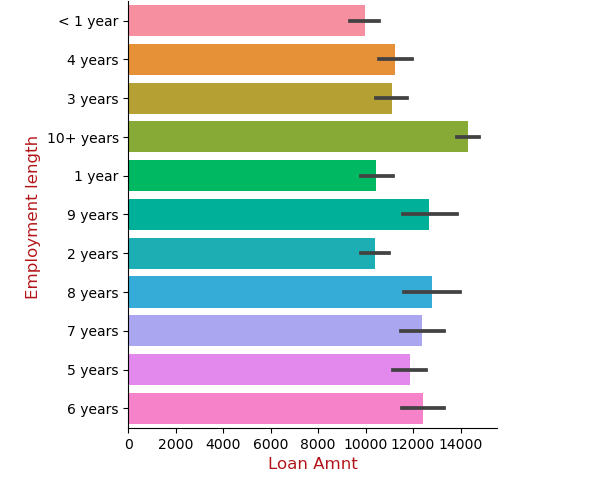 < 1 year
4 years
3 years
10+ years
1 year
9 years
2 years
8 years
7 years
5 years
6 years
Employment length
0 2000 4000 6000 8000 10000 12000 14000
Loan Amnt